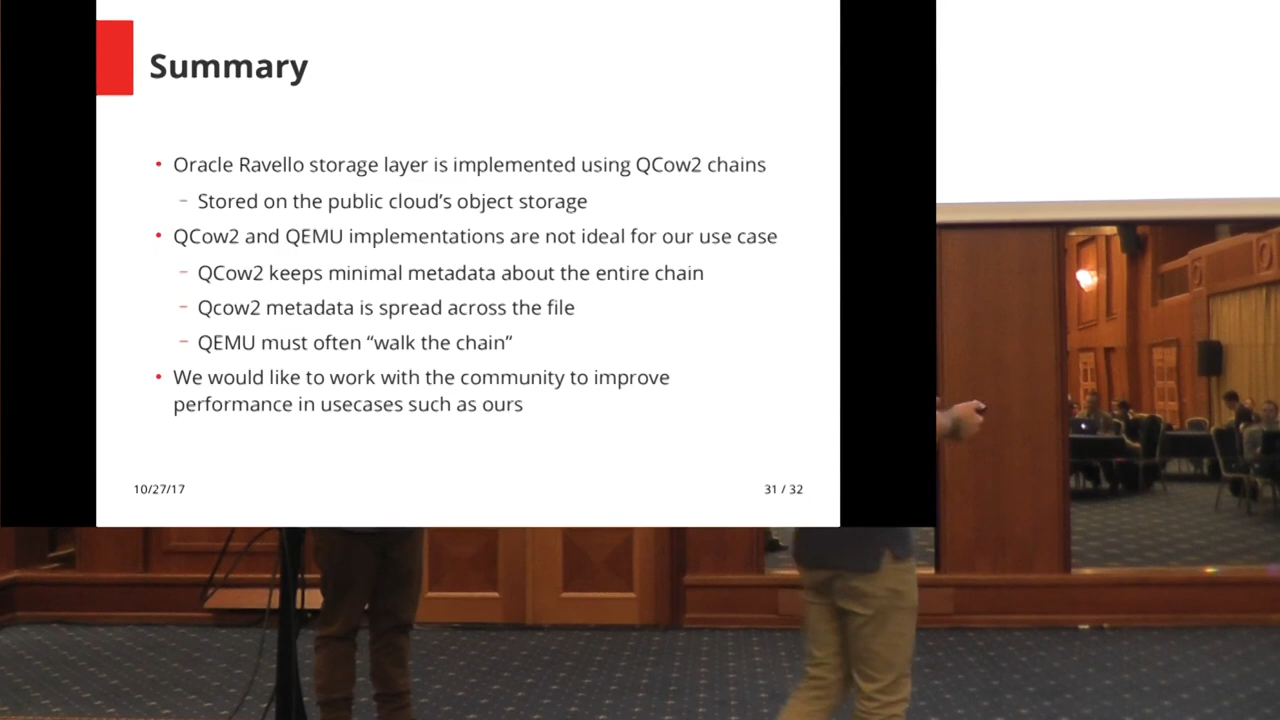 Summary
• Oracle Ravello storage layer is implemented using QCow2 chains
– Stored on the public cloud’s object storage
• QCow2 and QEMU implementations are not ideal for our use case
– QCow2 keeps minimal metadata about the entire chain
– Qcow2 metadata is spread across the file
– QEMU must often “walk the chain”
• We would like to work with the community to improve
performance in usecases such as ours
10/27/17
31 / 32